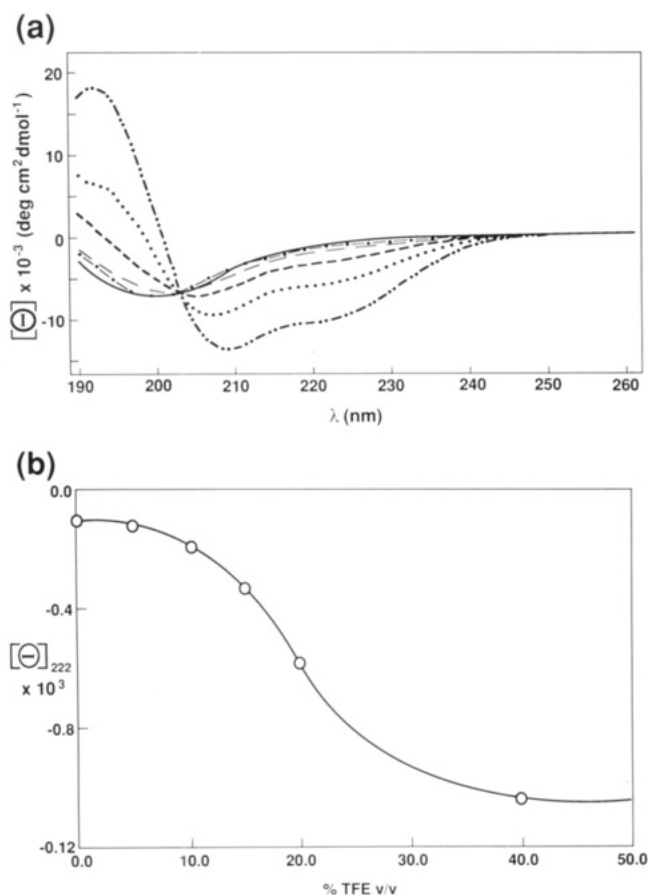 (a)
20
10
0
-10
[Θ] x 10⁻³ (deg cm² dmol⁻¹)
190 200 210 220 230 240 250 260
λ (nm)
(b)
0.0
-0.4
-0.8
-0.12
[Θ]₂₂₂
x 10³
0.0 10.0 20.0 30.0 40.0 50.0
% TFE v/v